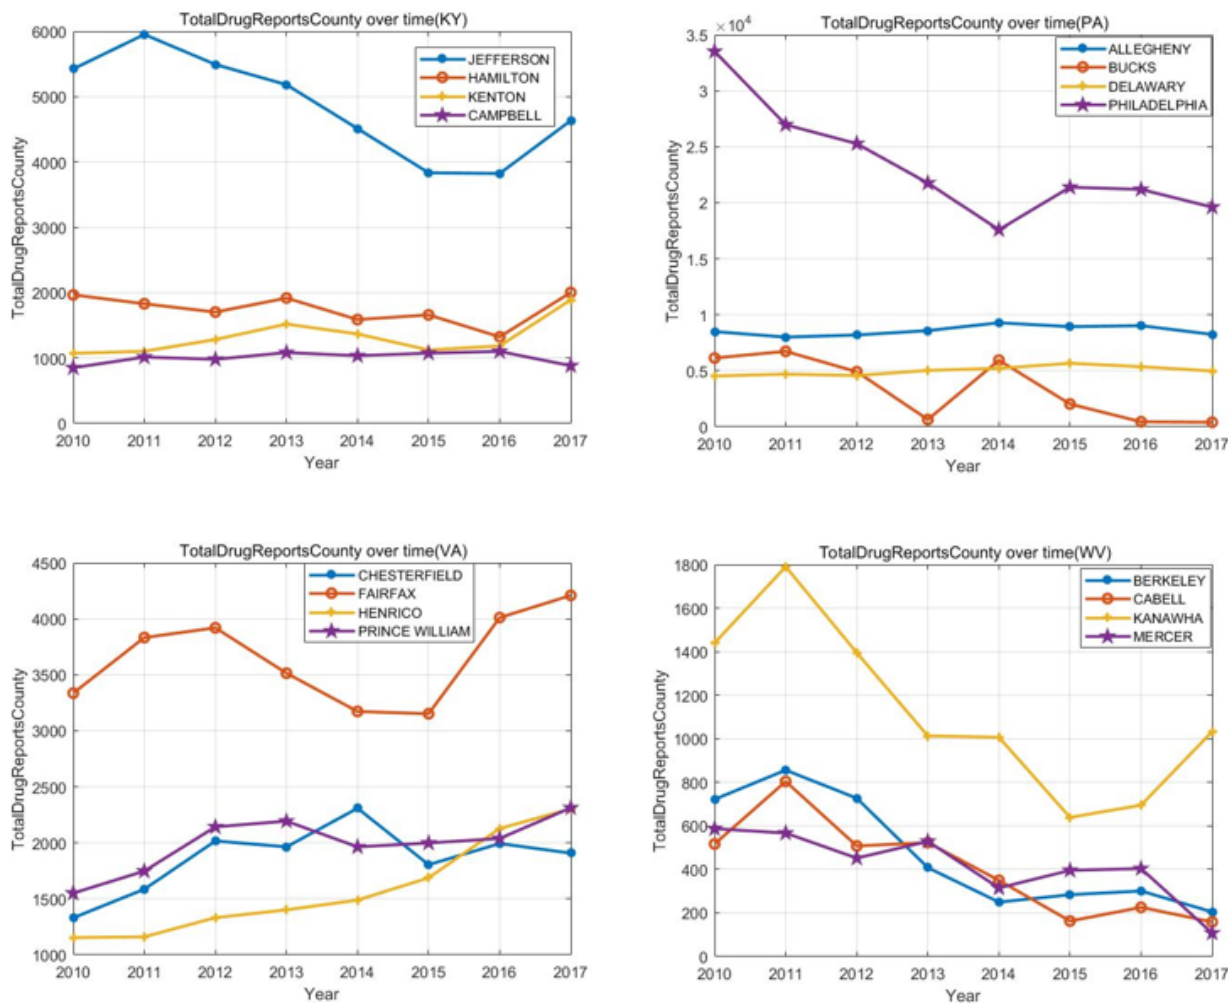 TotalDrugReportsCounty over time(KY)
6000
5000
4000
3000
2000
1000
0
TotalDrugReportsCounty
JEFFERSON
HAMILTON
KENTON
CAMPBELL
2010 2011 2012 2013 2014 2015 2016 2017
Year
×10⁴
TotalDrugReportsCounty over time(PA)
3.5
3
2.5
2
1.5
1
0.5
0
TotalDrugReportsCounty
ALLEGHENY
BUCKS
DELAWARY
PHILADELPHIA
2010 2011 2012 2013 2014 2015 2016 2017
Year
TotalDrugReportsCounty over time(VA)
4500
4000
3500
3000
2500
2000
1500
1000
TotalDrugReportsCounty
CHESTERFIELD
FAIRFAX
HENRICO
PRINCE WILLIAM
2010 2011 2012 2013 2014 2015 2016 2017
Year
TotalDrugReportsCounty over time(WV)
1800
1600
1400
1200
1000
800
600
400
200
0
TotalDrugReportsCounty
BERKELEY
CABELL
KANAWHA
MERCER
2010 2011 2012 2013 2014 2015 2016 2017
Year